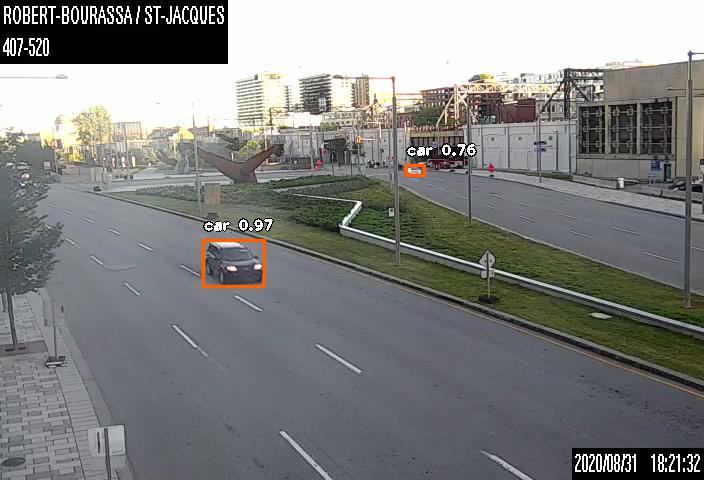 ROBERT-BOURASSA / ST-JACQUES
407-520
car 0.76
car 0.97
2020/08/31 18:21:32